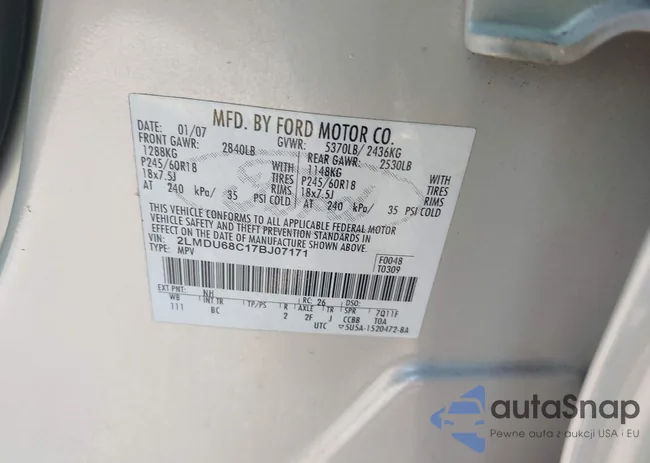 MFD. BY FORD MOTOR CO.
DATE: 01/07 GVWR: 5370LB/ 2436KG
FRONT GAWR: 2840LB REAR GAWR: 2530LB
1288KG WITH 1148KG WITH
P245/60R18 TIRES P245/60R18 TIRES
18x7.5J RIMS 18x7.5J RIMS
AT 240 kPa/ 35 PSI COLD AT 240 kPa/ 35 PSI COLD
THIS VEHICLE CONFORMS TO ALL APPLICABLE FEDERAL MOTOR
VEHICLE SAFETY AND THEFT PREVENTION STANDARDS IN
EFFECT ON THE DATE OF MANUFACTURE SHOWN ABOVE.
VIN: 2LMDU68C17BJ07171
TYPE: MPV
F0048
T0309
EXT PNT: NH RC: 26 DSO:
WB INT TR TP/PS R AXLE TR SPR 7Q11F
111 BC 2 2F J CCBB TOA
UTC 5U5A-1520472-BA
autaSnap
Pewne auta z aukcji USA i EU